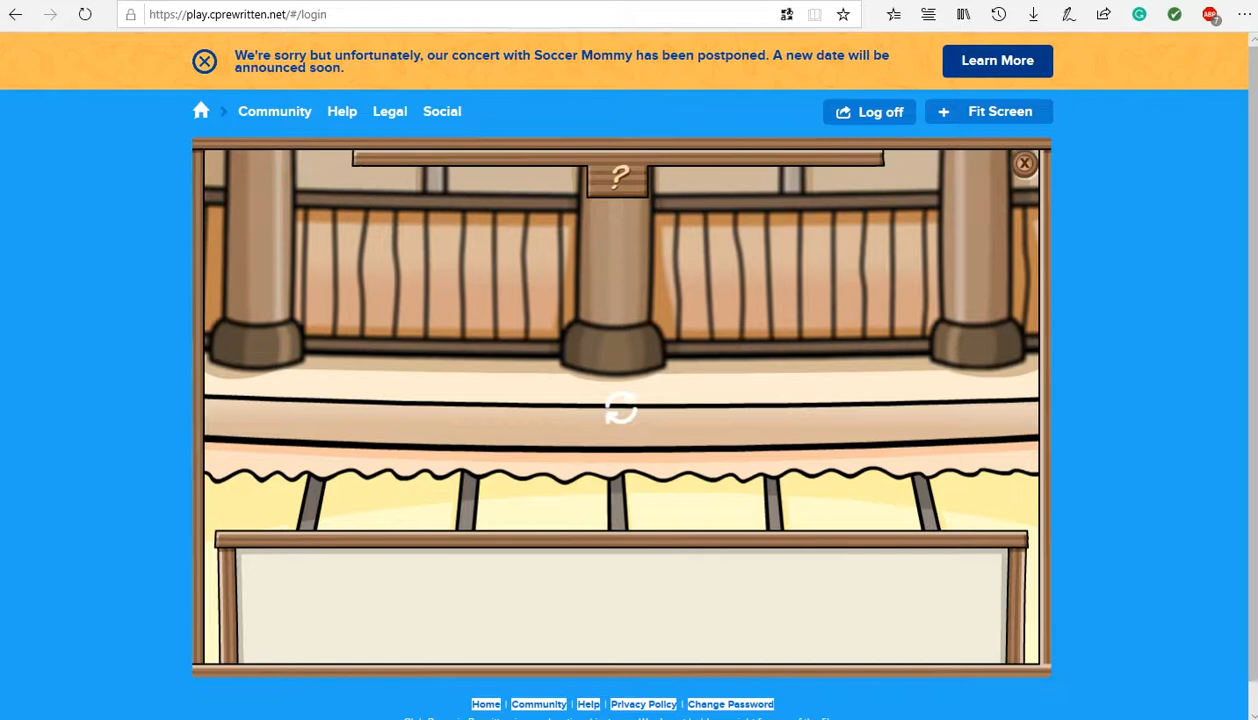 https://play.cprewritten.net/#/login
ABP
7
We're sorry but unfortunately, our concert with Soccer Mommy has been postponed. A new date will be
announced soon.
Learn More
Community Help Legal Social
Log off
+ Fit Screen
?
X
Home | Community | Help | Privacy Policy | Change Password